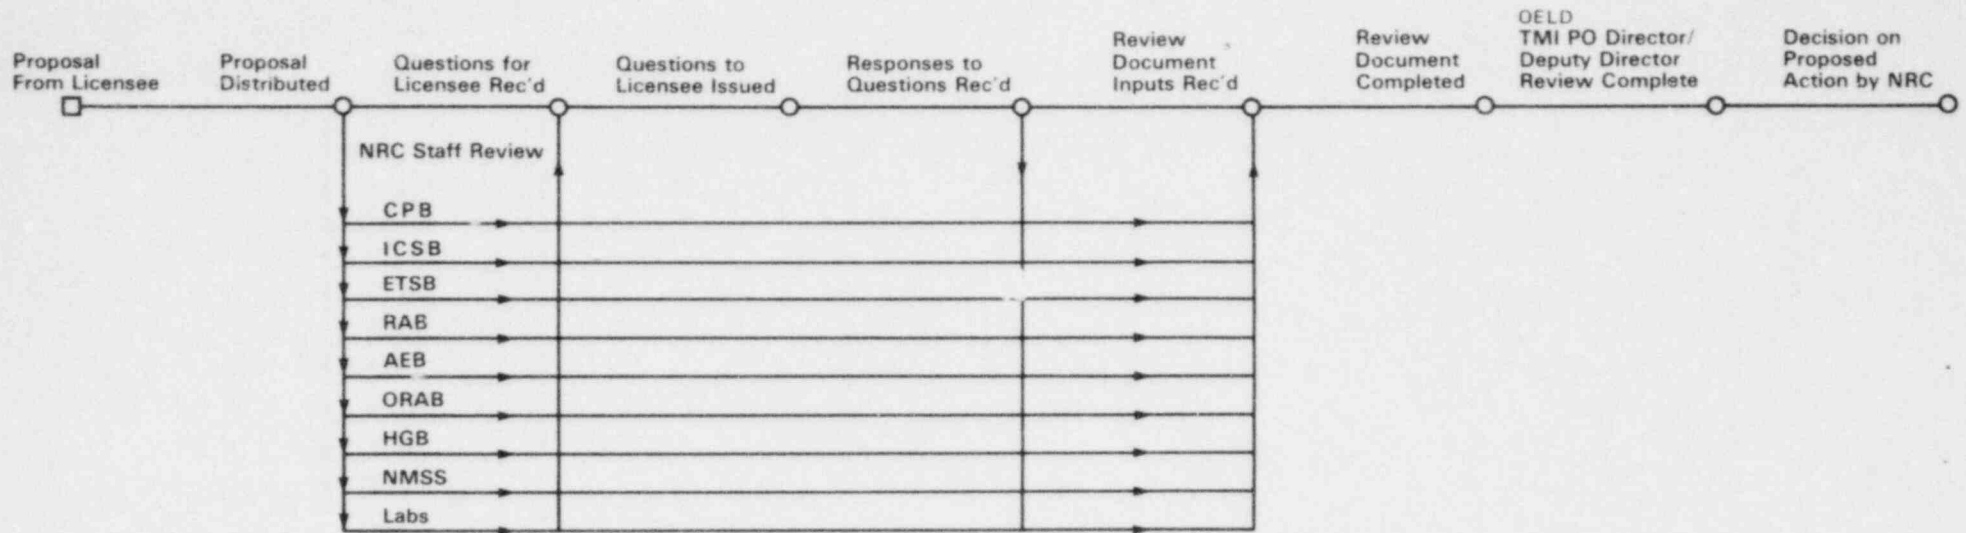 Proposal
From Licensee
Proposal
Distributed
Questions for
Licensee Rec'd
Questions to
Licensee Issued
Responses to
Questions Rec'd
Review
Document
Inputs Rec'd
Review
Document
Completed
OELD
TMI PO Director/
Deputy Director
Review Complete
Decision on
Proposed
Action by NRC
NRC Staff Review
CPB
ICSB
ETSB
RAB
AEB
ORAB
HGB
NMSS
Labs